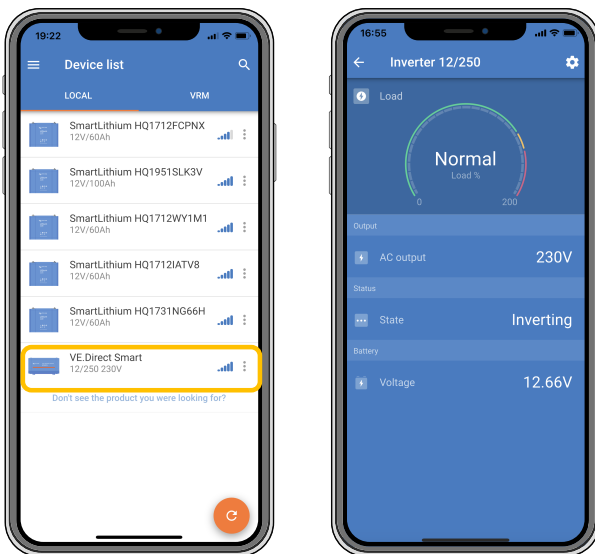 19:22
Device list
LOCAL VRM
SmartLithium HQ1712FCPNX
12V/60Ah
SmartLithium HQ1951SLK3V
12V/100Ah
SmartLithium HQ1712WY1M1
12V/60Ah
SmartLithium HQ1712IATV8
12V/60Ah
SmartLithium HQ1731NG66H
12V/60Ah
VE.Direct Smart
12/250 230V
Don't see the product you were looking for?
16:55
Inverter 12/250
Load
Normal
Load %
0 200
Output
AC output 230V
Status
State Inverting
Battery
Voltage 12.66V